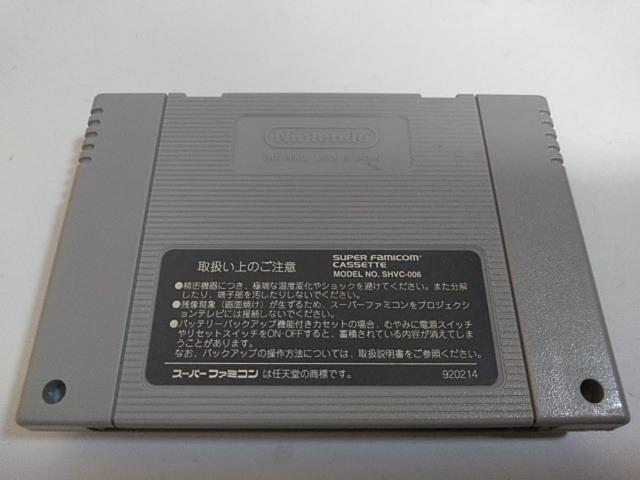 Nintendo
PAT. PEND. MADE IN JAPAN
取扱い上のご注意
SUPER FAMICOM
CASSETTE
MODEL NO. SHVC-006
●精密機器につき、極端な温度変化やショックを避けてください。また分解
したり、端子部を汚したりしないでください。
●残像現象（画面焼け）が生ずるため、スーパーファミコンをプロジェクシ
ョンテレビには接続しないでください。
●バッテリーバックアップ機能付きカセットの場合、むやみに電源スイッチ
やリセットスイッチをON・OFFすると、蓄積されている内容が消えてしま
うことがあります。
なお、バックアップの操作方法については、取扱説明書をご参照ください。
スーパーファミコンは任天堂の商標です。
920214